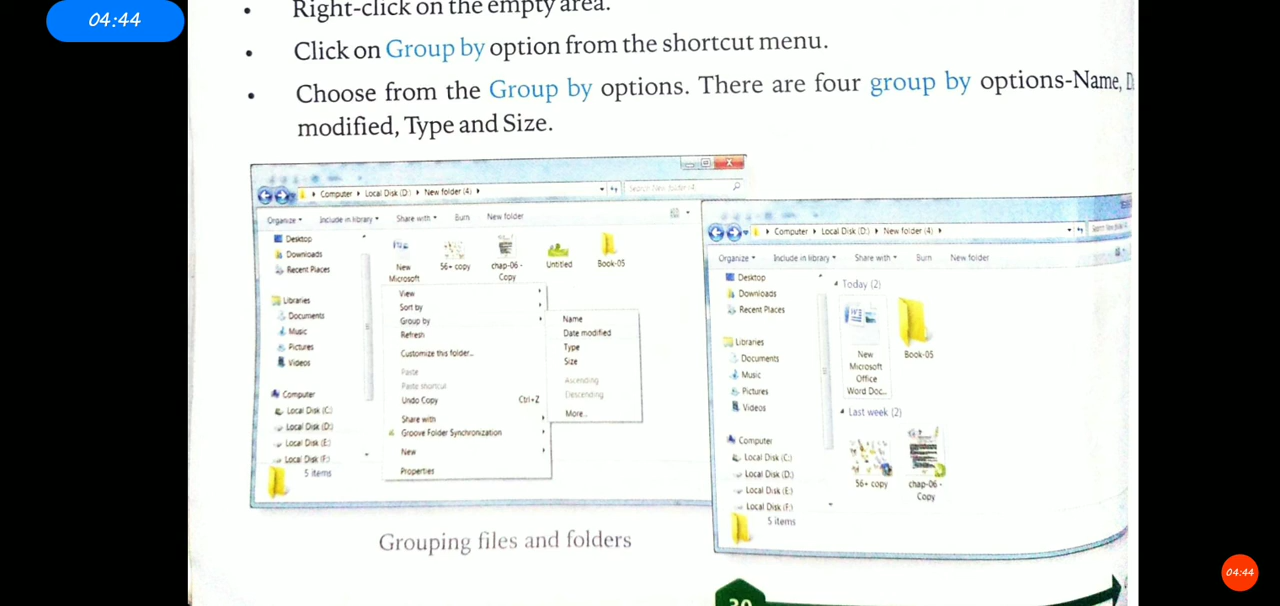 04:44
Right-click on the empty area.
• Click on Group by option from the shortcut menu.
• Choose from the Group by options. There are four group by options-Name, D
modified, Type and Size.
Computer Local Disk (D:) New folder (4)
Search New folder (4)
Organize Include in library Share with Burn New folder
Desktop
Downloads
Recent Places
Libraries
Documents
Music
Pictures
Videos
Computer
Local Disk (C:)
Local Disk (D:)
Local Disk (E:)
Local Disk (F:)
5 items
New
Microsoft
56+ copy
chap-06 -
Copy
Untitled
Book-05
View
Sort by
Group by
Refresh
Customize this folder...
Paste
Paste shortcut
Undo Copy Ctrl+Z
Share with
Groove Folder Synchronization
New
Properties
Name
Date modified
Type
Size
Ascending
Descending
More...
Computer Local Disk (D:) New folder (4)
Organize Include in library Share with Burn New folder
Desktop
Downloads
Recent Places
Libraries
Documents
Music
Pictures
Videos
Computer
Local Disk (C:)
Local Disk (D:)
Local Disk (E:)
Local Disk (F:)
5 items
Today (2)
New
Microsoft
Office
Word Doc...
Book-05
Last week (2)
56+ copy
chap-06 -
Copy
Grouping files and folders
04:44